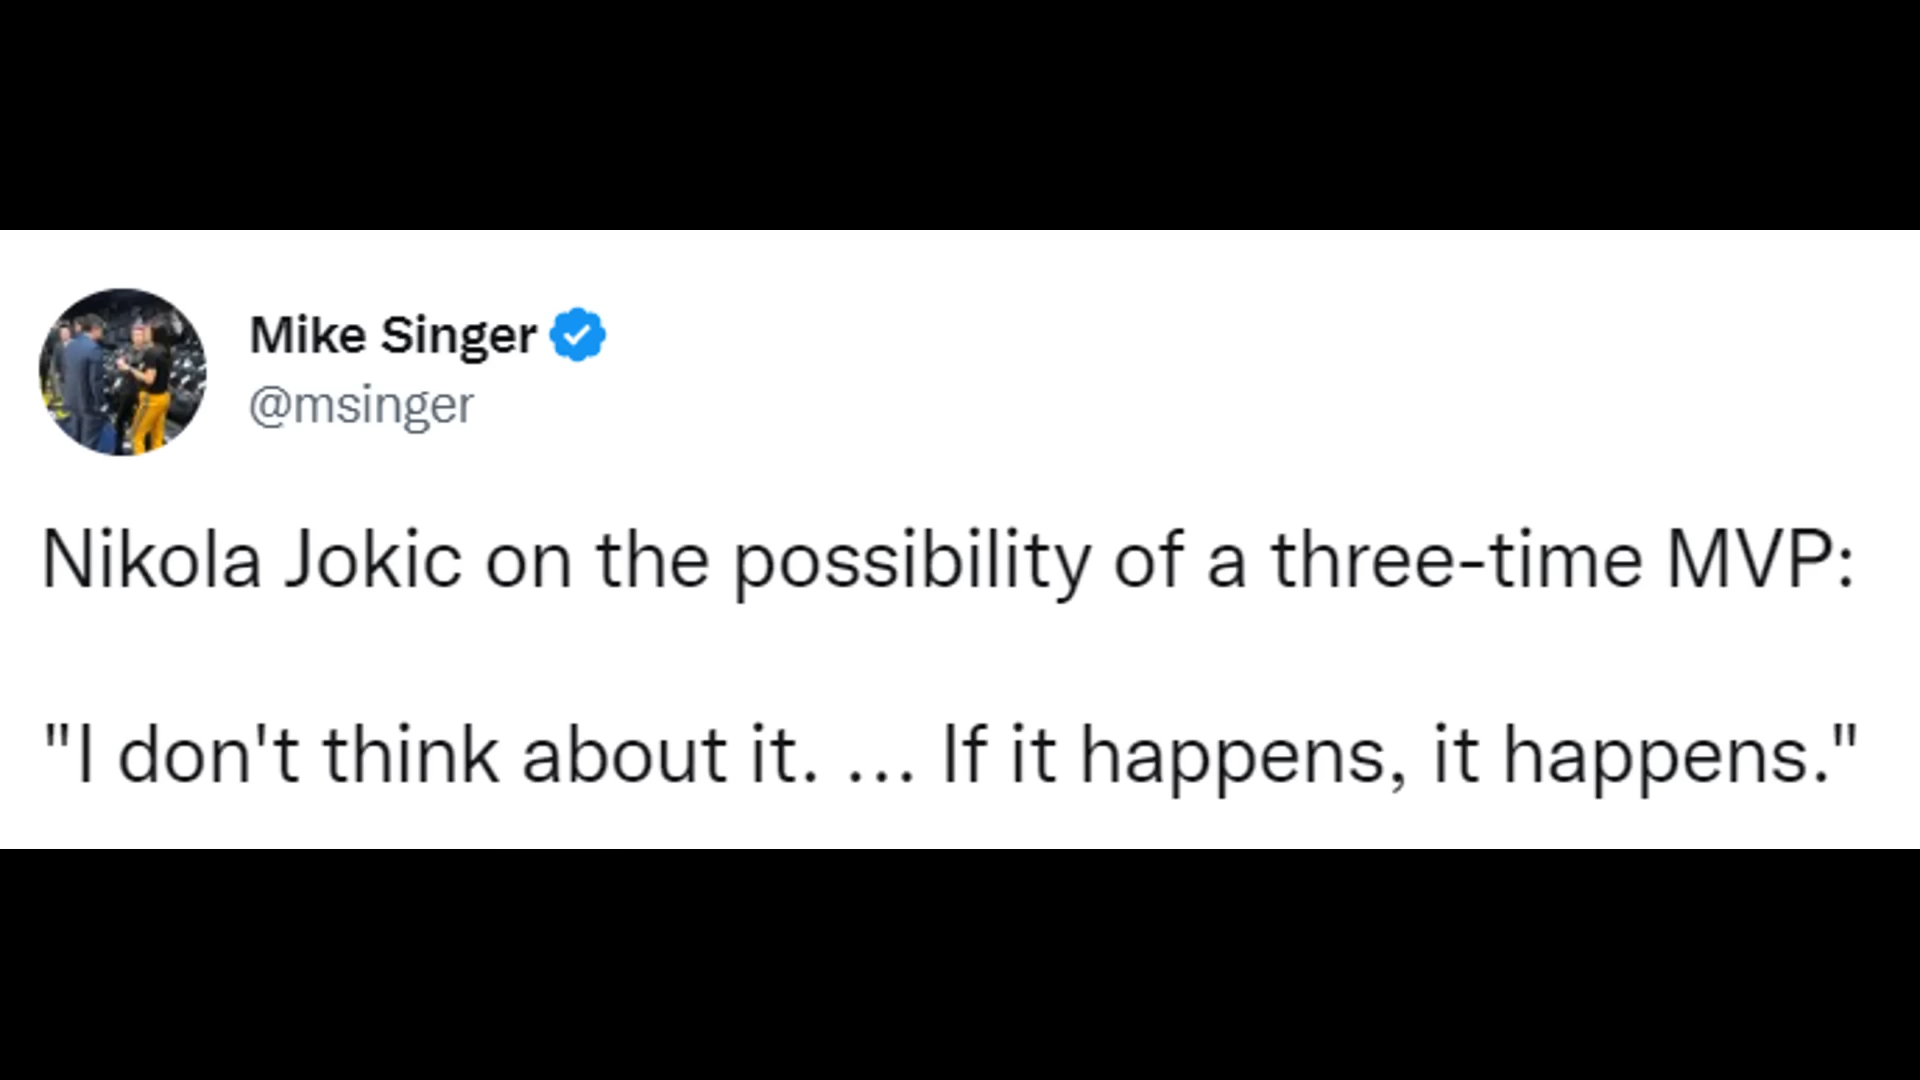 Mike Singer
@msinger
Nikola Jokic on the possibility of a three-time MVP:
"I don't think about it. ... If it happens, it happens."